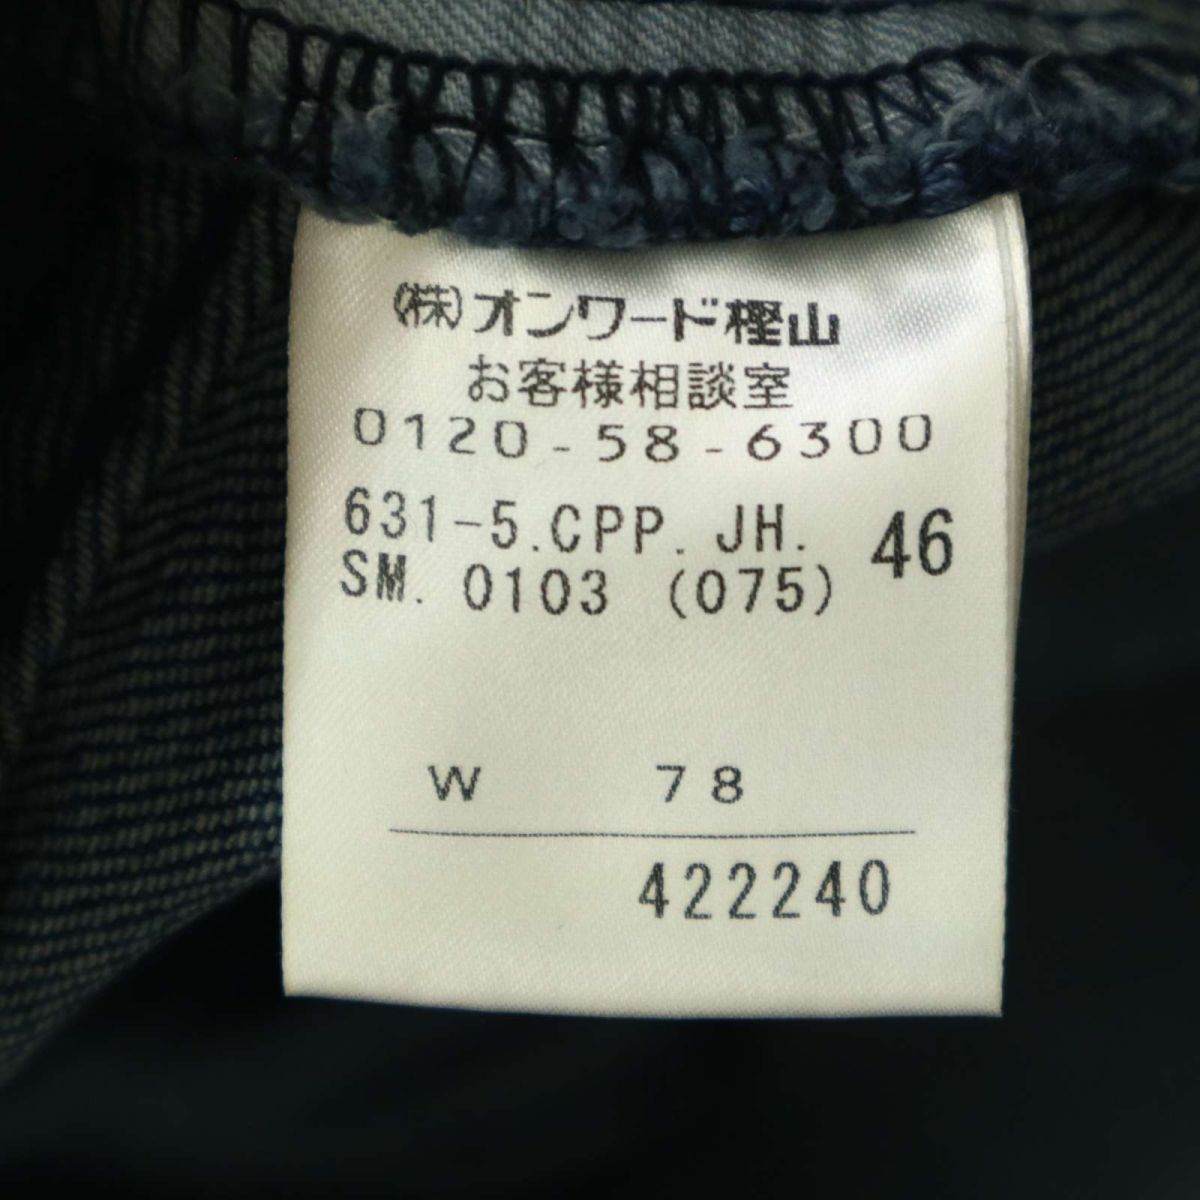 (株)オンワード樫山
お客様相談室
0120-58-6300
631-5.CPP.JH. 46
SM. 0103 (075)
W 78
422240